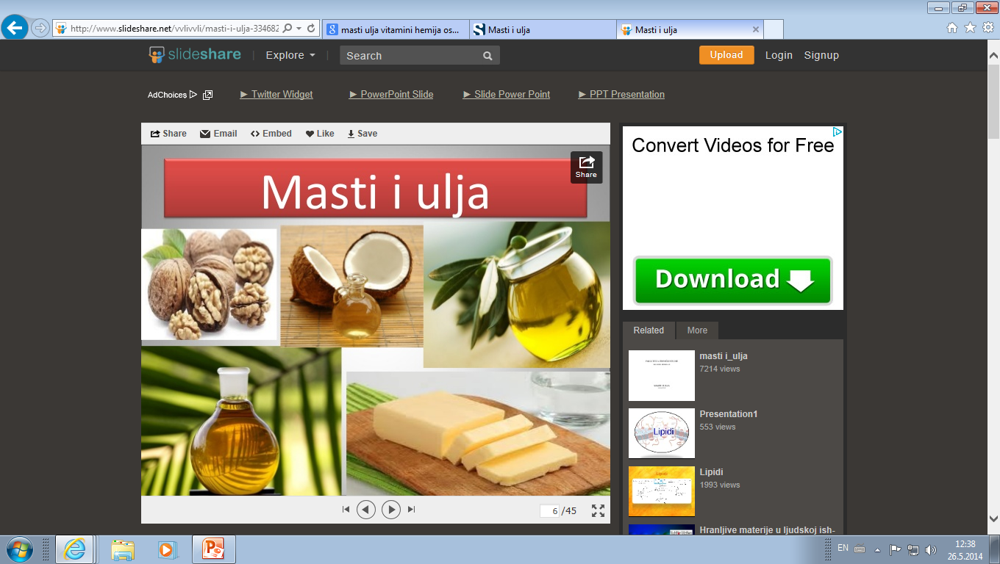 http://www.slideshare.net/vvlivvli/masti-i-ulja-334682
masti ulja vitamini hemija os...
Masti i ulja
Masti i ulja
slideshare
Explore
Search
Upload
Login
Signup
AdChoices
► Twitter Widget
► PowerPoint Slide
► Slide Power Point
► PPT Presentation
Share
Email
Embed
Like
Save
Masti i ulja
Share
6 /45
Convert Videos for Free
Download
Related
More
masti i_ulja
7214 views
Presentation1
553 views
Lipidi
Lipidi
1993 views
Lipidi
Hranljive materije u ljudskoj ish-
EN
12:38
26.5.2014